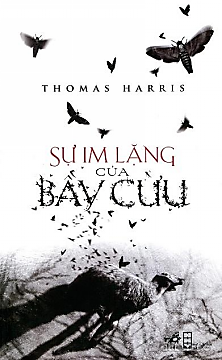 THOMAS HARRIS
SỰ IM LẶNG
CỦA
BẦY CỪU